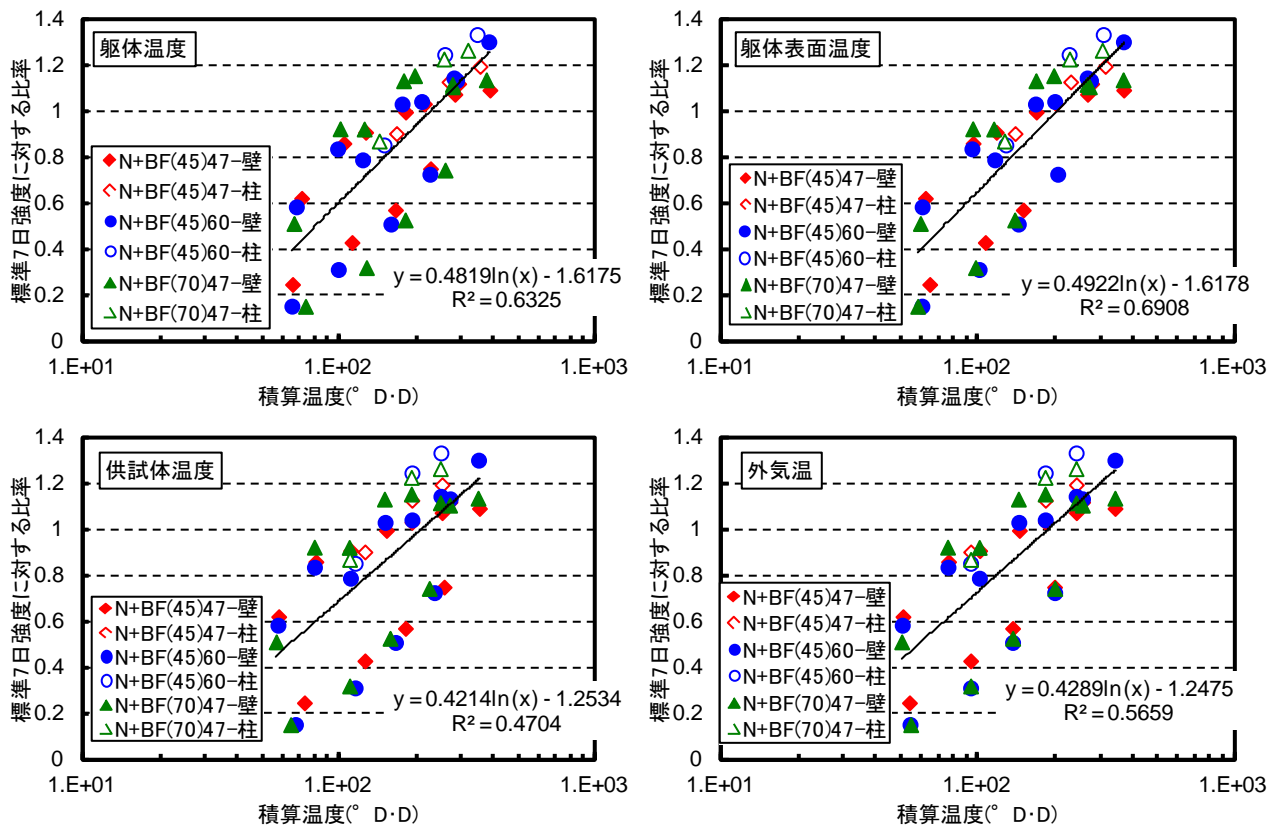 躯体温度
標準7日強度に対する比率
1.4
1.2
1
0.8
0.6
0.4
0.2
0
N+BF(45)47-壁
N+BF(45)47-柱
N+BF(45)60-壁
N+BF(45)60-柱
N+BF(70)47-壁
N+BF(70)47-柱
y = 0.4819ln(x) - 1.6175
R² = 0.6325
1.E+01 1.E+02 1.E+03
積算温度(°D・D)
躯体表面温度
標準7日強度に対する比率
1.4
1.2
1
0.8
0.6
0.4
0.2
0
N+BF(45)47-壁
N+BF(45)47-柱
N+BF(45)60-壁
N+BF(45)60-柱
N+BF(70)47-壁
N+BF(70)47-柱
y = 0.4922ln(x) - 1.6178
R² = 0.6908
1.E+01 1.E+02 1.E+03
積算温度(°D・D)
供試体温度
標準7日強度に対する比率
1.4
1.2
1
0.8
0.6
0.4
0.2
0
N+BF(45)47-壁
N+BF(45)47-柱
N+BF(45)60-壁
N+BF(45)60-柱
N+BF(70)47-壁
N+BF(70)47-柱
y = 0.4214ln(x) - 1.2534
R² = 0.4704
1.E+01 1.E+02 1.E+03
積算温度(°D・D)
外気温
標準7日強度に対する比率
1.4
1.2
1
0.8
0.6
0.4
0.2
0
N+BF(45)47-壁
N+BF(45)47-柱
N+BF(45)60-壁
N+BF(45)60-柱
N+BF(70)47-壁
N+BF(70)47-柱
y = 0.4289ln(x) - 1.2475
R² = 0.5659
1.E+01 1.E+02 1.E+03
積算温度(°D・D)